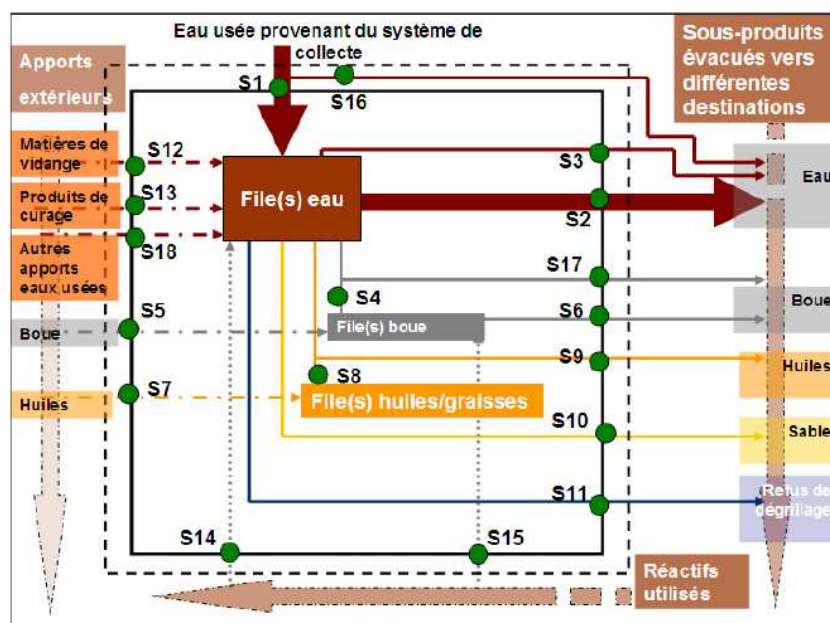 Eau usée provenant du système de
collecte
Apports
extérieurs
Sous-produits
évacués vers
différentes
destinations
S1
S16
Matières de
vidange
S12
S3
Eau
Produits de
curage
S13
File(s) eau
S2
S18
Autres
apports
eaux usées
S17
S4
S5
S6
Boue
Boue
File(s) boue
S9
Huiles
S7
S8
Huiles
File(s) huiles/graisses
S10
Sable
S11
(Refus de
dégrillage
S14
S15
Réactifs
utilisés